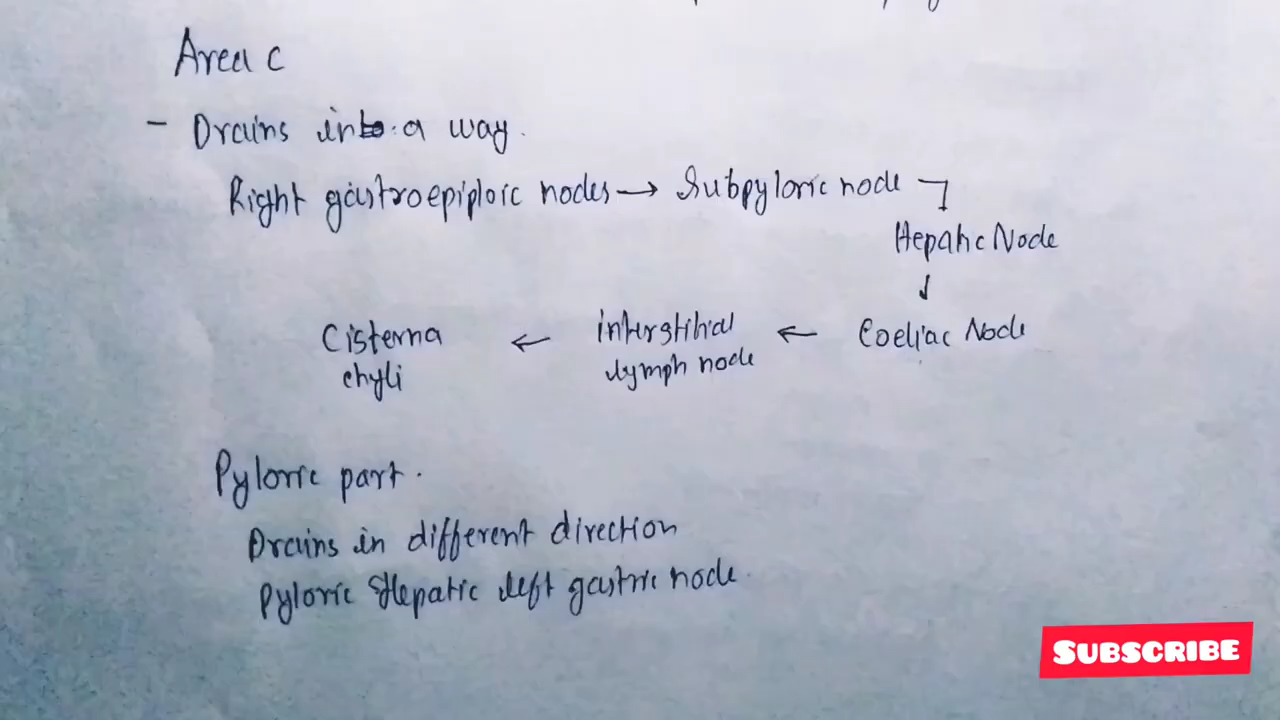 Area C
- Drains into a way.
Right gastroepiploic nodes → Subpyloric node
Hepatic Node
↓
Cisterna chyli ← interstitial lymph node ← Coeliac Node
Pyloric part.
Drains in different direction
Pyloric Hepatic left gastric node.
SUBSCRIBE